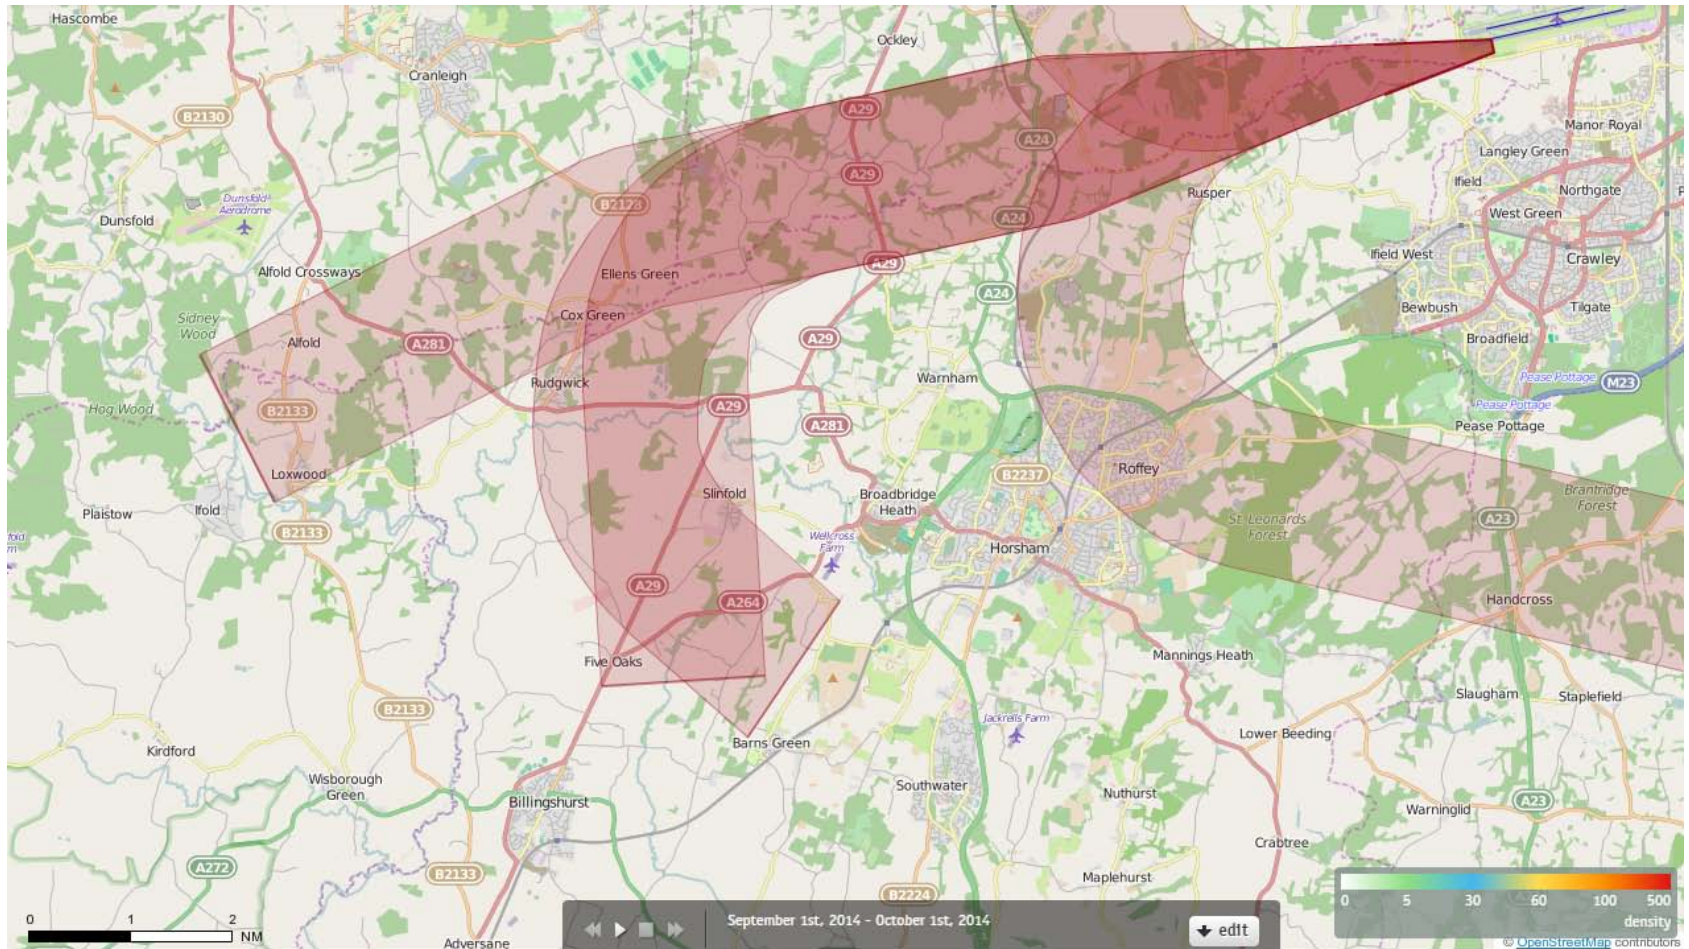 Hascombe
Ockley
Cranleigh
B2130
A29
Manor Royal
A24
Langley Green
A29
Ifield
Northgate
Dunsfold
Aerodrome
B2128
Rusper
Dunsfold
A24
West Green
Ifield West
Crawley
Alfold Crossways
Ellens Green
A29
A24
Bewbush
Tilgate
Sidney
Wood
Cox Green
Broadfield
Alfold
A281
A29
Warnham
Pease Pottage
M23
Rudgwick
Hog Wood
B2133
A29
Pease Pottage
A281
Pease Pottage
Loxwood
B2237
Roffey
Slinfold
Broadbridge
Heath
Brantridge
Forest
Plaistow
Ifold
A23
St Leonards
Forest
B2133
Wellcross
Farm
Horsham
A29
A264
Handcross
Five Oaks
Mannings Heath
Slaugham
Staplefield
B2133
Jackrells Farm
Kirdford
Barns Green
Lower Beeding
Wisborough
Green
Southwater
Nuthurst
Billingshurst
A23
Warninglid
Crabtree
A272
B2133
Maplehurst
B2224
0 1 2
NM
Adversane
September 1st, 2014 - October 1st, 2014
edit
0 5 30 60 100 500
density
© OpenStreetMap contributors